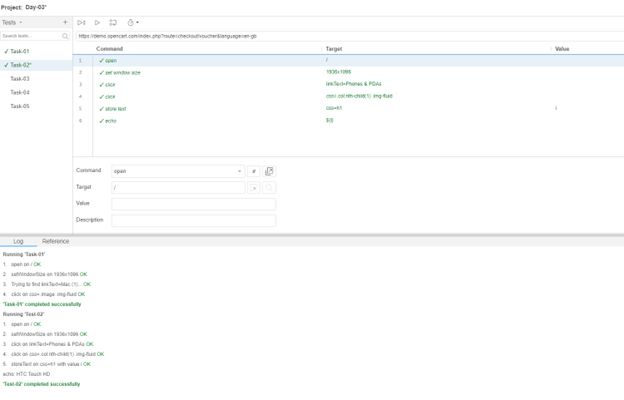 Project: Day-03*
Tests
+
Search tests...
✓ Task-01
✓ Task-02*
Task-03
Task-04
Task-05
https://demo.opencart.com/index.php?route=checkout/voucher&language=en-gb
Command Target Value
1 ✓ open /
2 ✓ set window size 1936x1096
3 ✓ click linkText=Phones & PDAs
4 ✓ click css=.col:nth-child(1) .img-fluid
5 ✓ store text css=h1 i
6 ✓ echo ${i}
Command open
Target /
Value
Description
Log Reference
Running 'Task-01'
1. open on / OK
2. setWindowSize on 1936x1096 OK
3. Trying to find linkText=Mac (1)... OK
4. click on css=.image .img-fluid OK
'Task-01' completed successfully
Running 'Test-02'
1. open on / OK
2. setWindowSize on 1936x1096 OK
3. click on linkText=Phones & PDAs OK
4. click on css=.col:nth-child(1) .img-fluid OK
5. storeText on css=h1 with value i OK
echo: HTC Touch HD
'Test-02' completed successfully